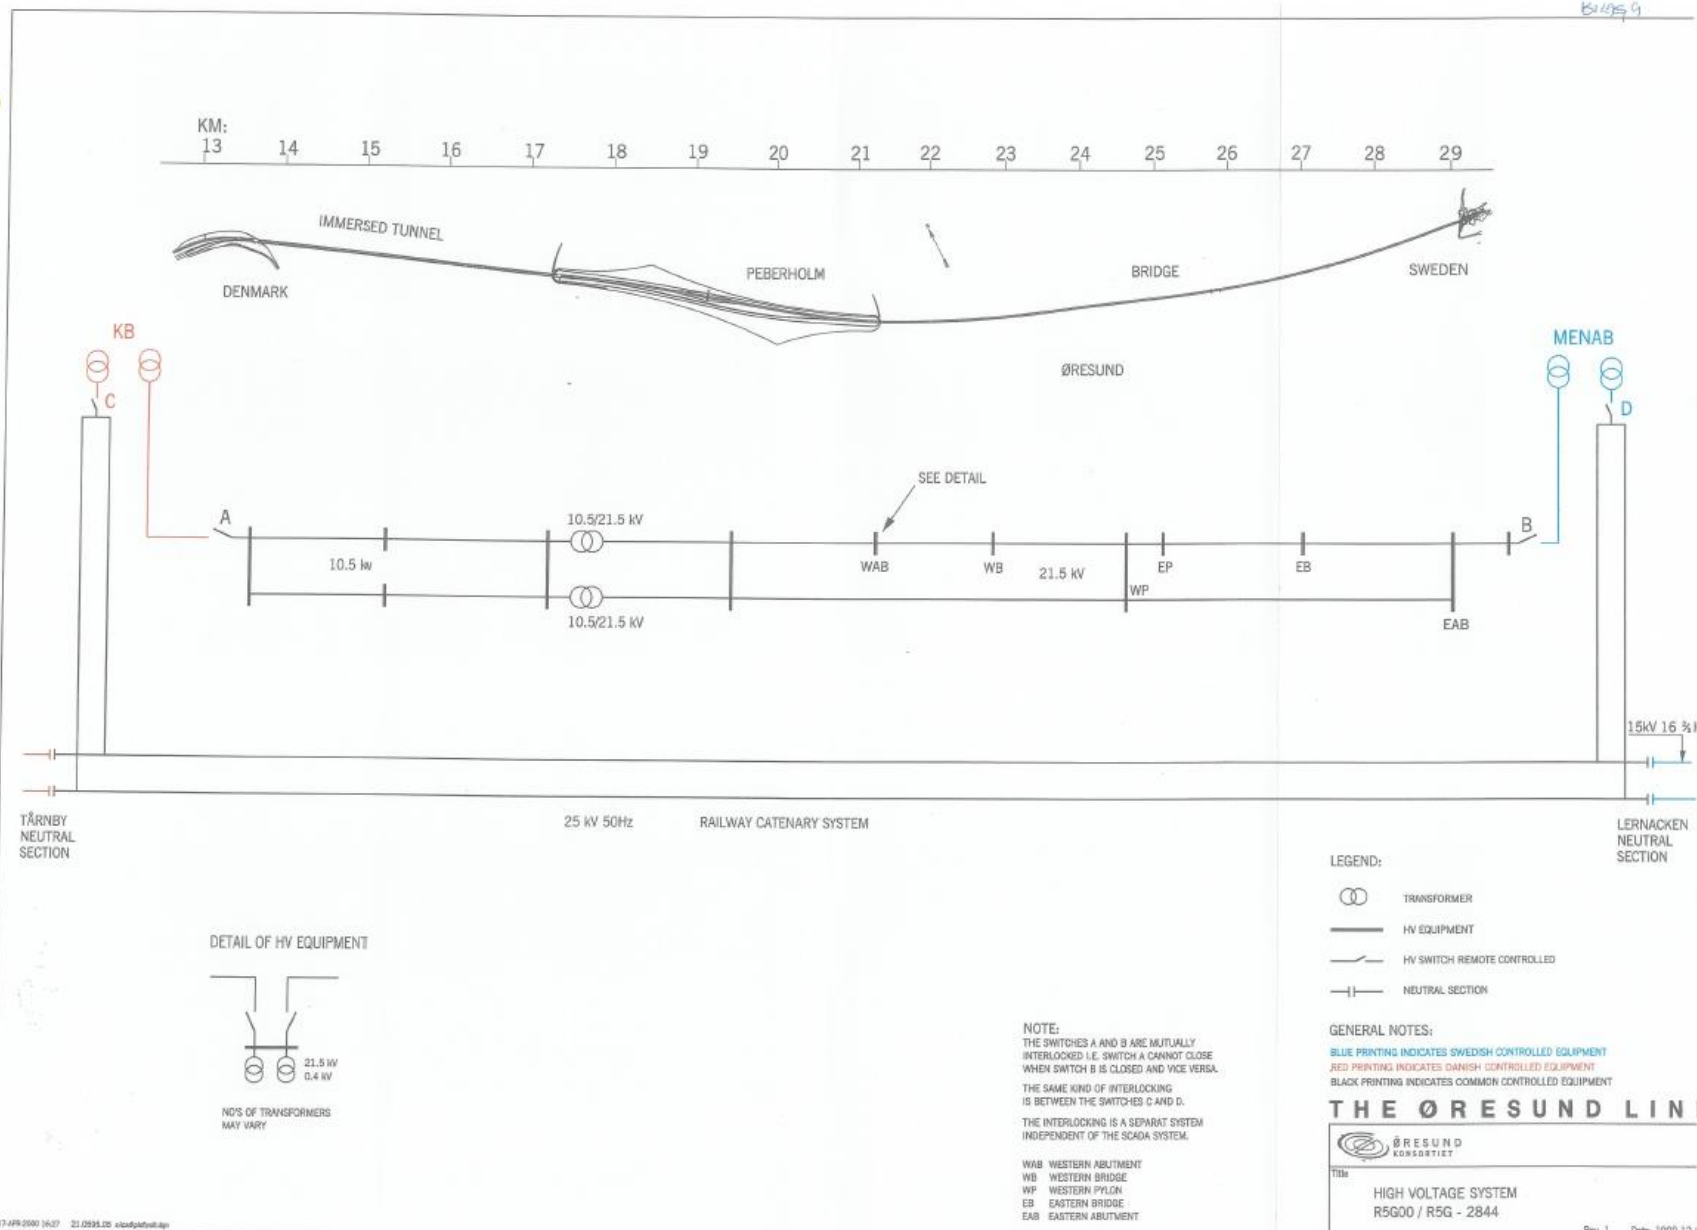 KM:
13 14 15 16 17 18 19 20 21 22 23 24 25 26 27 28 29
IMMERSED TUNNEL
DENMARK
PEBERHOLM
BRIDGE
SWEDEN
ØRESUND
KB
MENAB
C
D
SEE DETAIL
A
10.5/21.5 kV
B
10.5 kv
WAB
WB
21.5 kV
EP
EB
WP
10.5/21.5 kV
EAB
15kV 16 ⅔
TÅRNBY
NEUTRAL
SECTION
25 kV 50Hz
RAILWAY CATENARY SYSTEM
LERNACKEN
NEUTRAL
SECTION
LEGEND:
TRANSFORMER
HV EQUIPMENT
HV SWITCH REMOTE CONTROLLED
NEUTRAL SECTION
DETAIL OF HV EQUIPMENT
21.5 kV
0.4 kV
NO'S OF TRANSFORMERS
MAY VARY
NOTE:
THE SWITCHES A AND B ARE MUTUALLY
INTERLOCKED I.E. SWITCH A CANNOT CLOSE
WHEN SWITCH B IS CLOSED AND VICE VERSA.
THE SAME KIND OF INTERLOCKING
IS BETWEEN THE SWITCHES C AND D.
THE INTERLOCKING IS A SEPARAT SYSTEM
INDEPENDENT OF THE SCADA SYSTEM.
WAB WESTERN ABUTMENT
WB WESTERN BRIDGE
WP WESTERN PYLON
EB EASTERN BRIDGE
EAB EASTERN ABUTMENT
GENERAL NOTES:
BLUE PRINTING INDICATES SWEDISH CONTROLLED EQUIPMENT
RED PRINTING INDICATES DANISH CONTROLLED EQUIPMENT
BLACK PRINTING INDICATES COMMON CONTROLLED EQUIPMENT
THE ØRESUND LIN
ØRESUND
KONSORTIET
Title
HIGH VOLTAGE SYSTEM
R5G00 / R5G - 2844